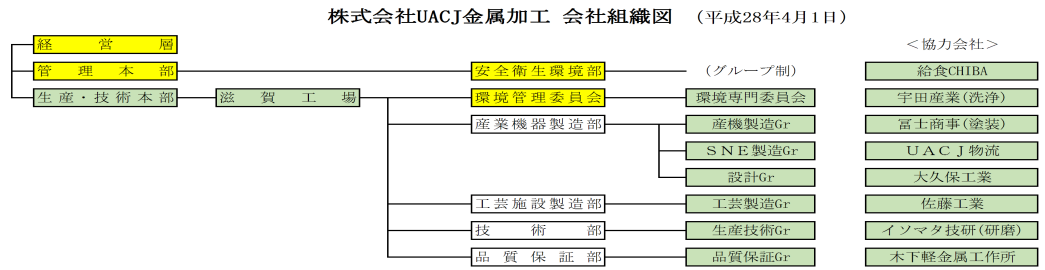 株式会社UACJ金属加工 会社組織図 （平成28年4月1日）
経営層 ＜協力会社＞
管理本部 安全衛生環境部 （グループ制） 給食CHIBA
生産・技術本部 滋賀工場 環境管理委員会 環境専門委員会 宇田産業(洗浄)
産業機器製造部 産機製造Gr 冨士商事(塗装)
ＳＮＥ製造Gr ＵＡＣＪ物流
設計Gr 大久保工業
工芸施設製造部 工芸製造Gr 佐藤工業
技術部 生産技術Gr イソマタ技研(研磨)
品質保証部 品質保証Gr 木下軽金属工作所